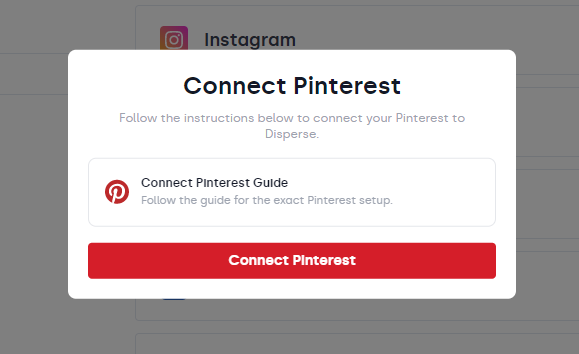 Instagram
Connect Pinterest
Follow the instructions below to connect your Pinterest to
Disperse.
Connect Pinterest Guide
Follow the guide for the exact Pinterest setup.
Connect Pinterest